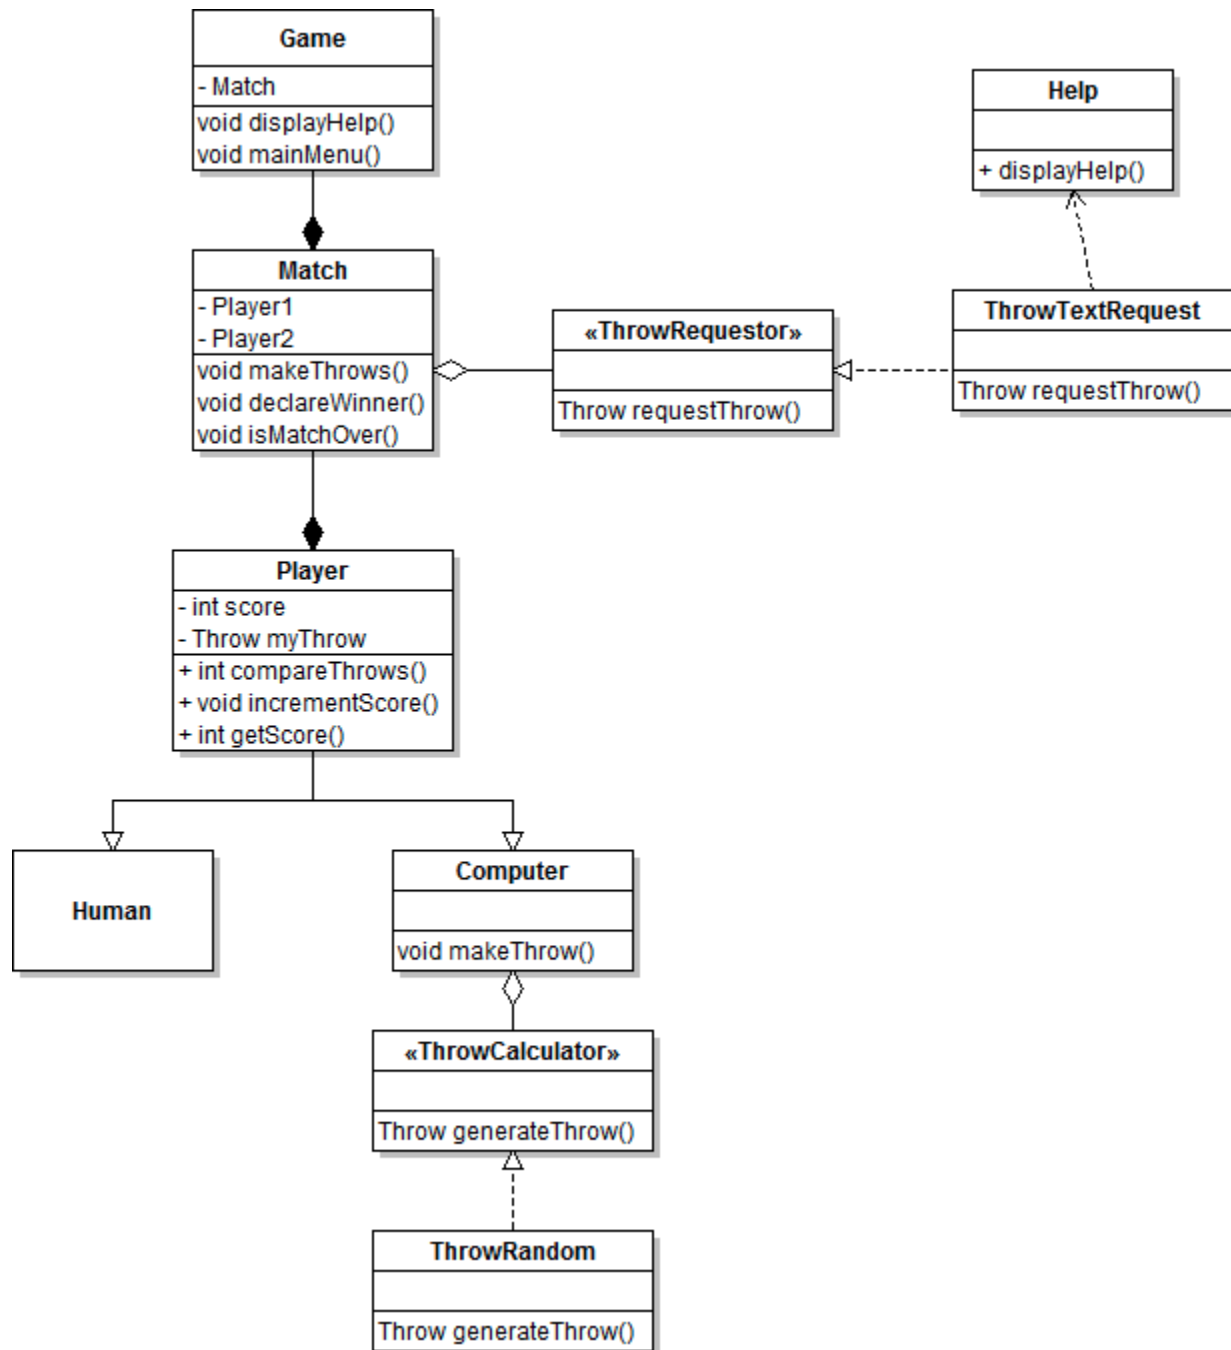 Game
- Match
void displayHelp()
void mainMenu()
Help
+ displayHelp()
Match
- Player1
- Player2
void makeThrows()
void declareWinner()
void isMatchOver()
«ThrowRequestor»
Throw requestThrow()
ThrowTextRequest
Throw requestThrow()
Player
- int score
- Throw myThrow
+ int compareThrows()
+ void incrementScore()
+ int getScore()
Human
Computer
void makeThrow()
«ThrowCalculator»
Throw generateThrow()
ThrowRandom
Throw generateThrow()